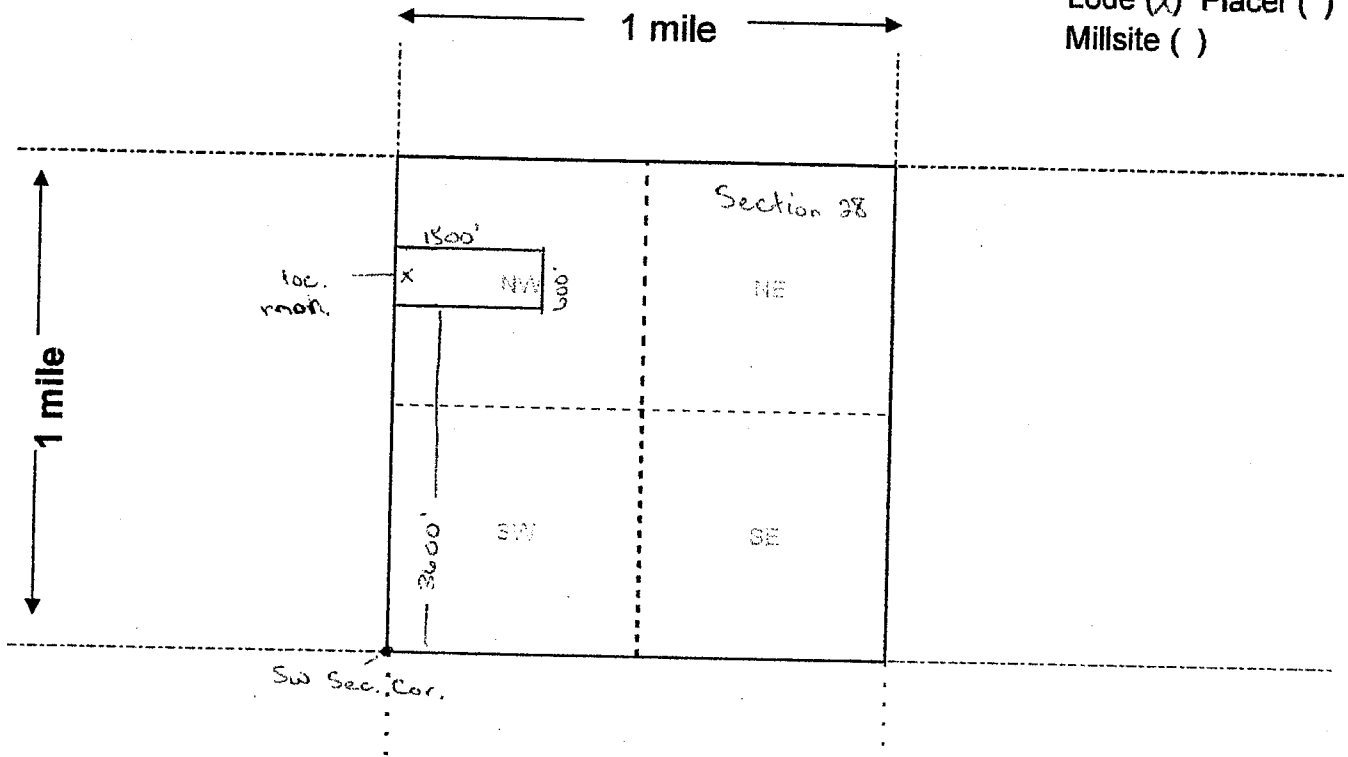 1 mile
Lode (x) Placer ( )
Millsite ( )
Section 28
1500'
loc.
mon.
x
NW
600'
NE
1 mile
3600'
SW
SE
SW Sec. Cor.